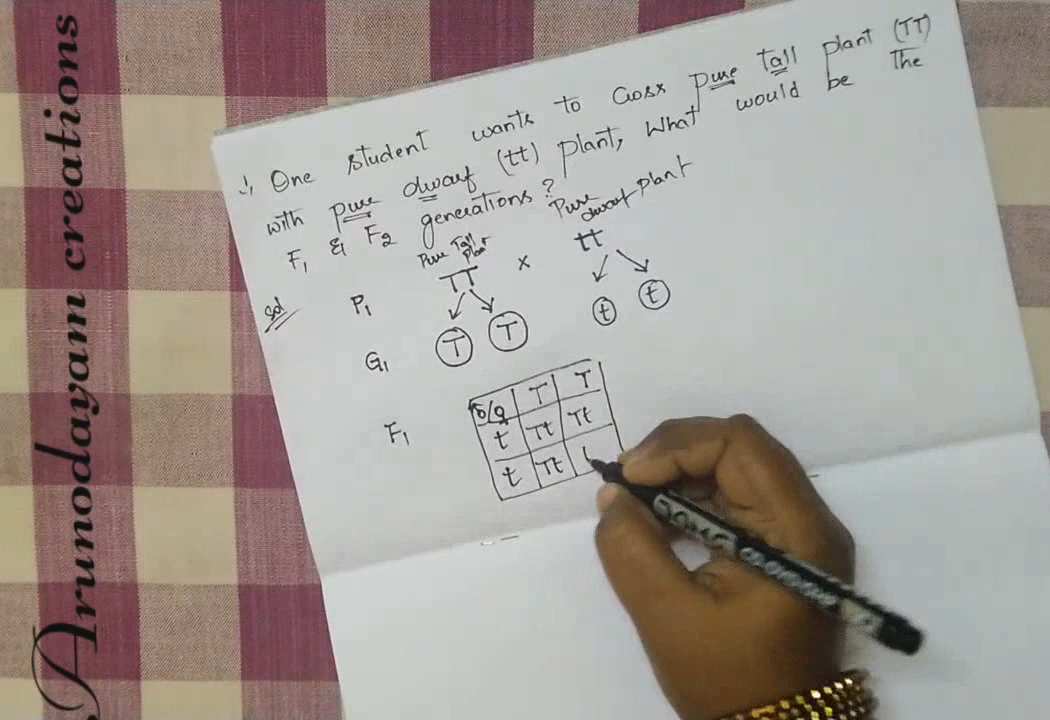 Arunodayam creations
∴ One student wants to Cross pure tall plant (TT)
with pure dwarf (tt) plant, What would be The
F₁ & F₂ generations?
Pure Tall plant
Pure dwarf plant
Sol P₁ TT × tt
G₁ T T t t
F₁
T T
t Tt Tt
t Tt